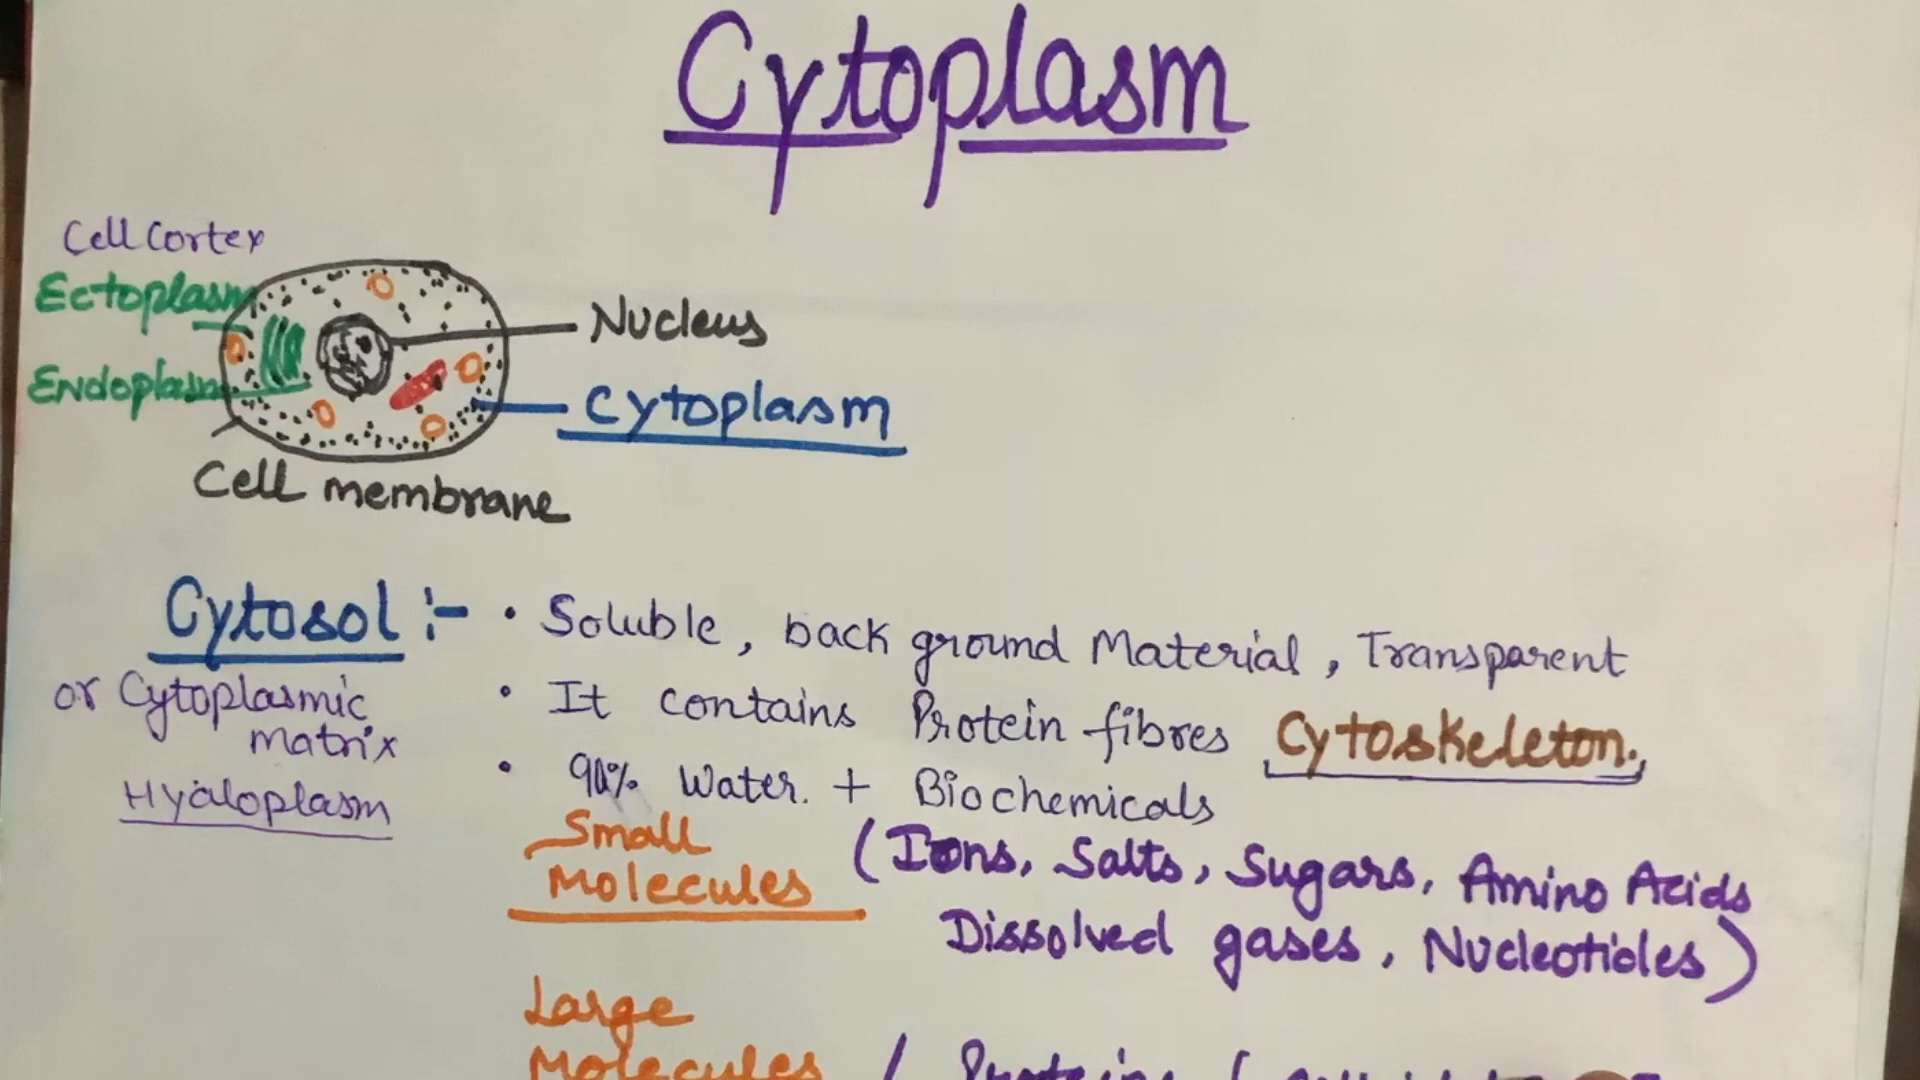 Cytoplasm
Cell Cortex
Ectoplasm
Endoplasm
Nucleus
Cytoplasm
Cell membrane
Cytosol :- • Soluble, back ground Material, Transparent
or Cytoplasmic
matrix
Hyaloplasm
• It contains Protein fibres Cytoskeleton.
• 90% Water. + Biochemicals
Small
Molecules
(Ions, Salts, Sugars, Amino Acids
Dissolved gases, Nucleotides)
Large
Molecules ( Proteins (